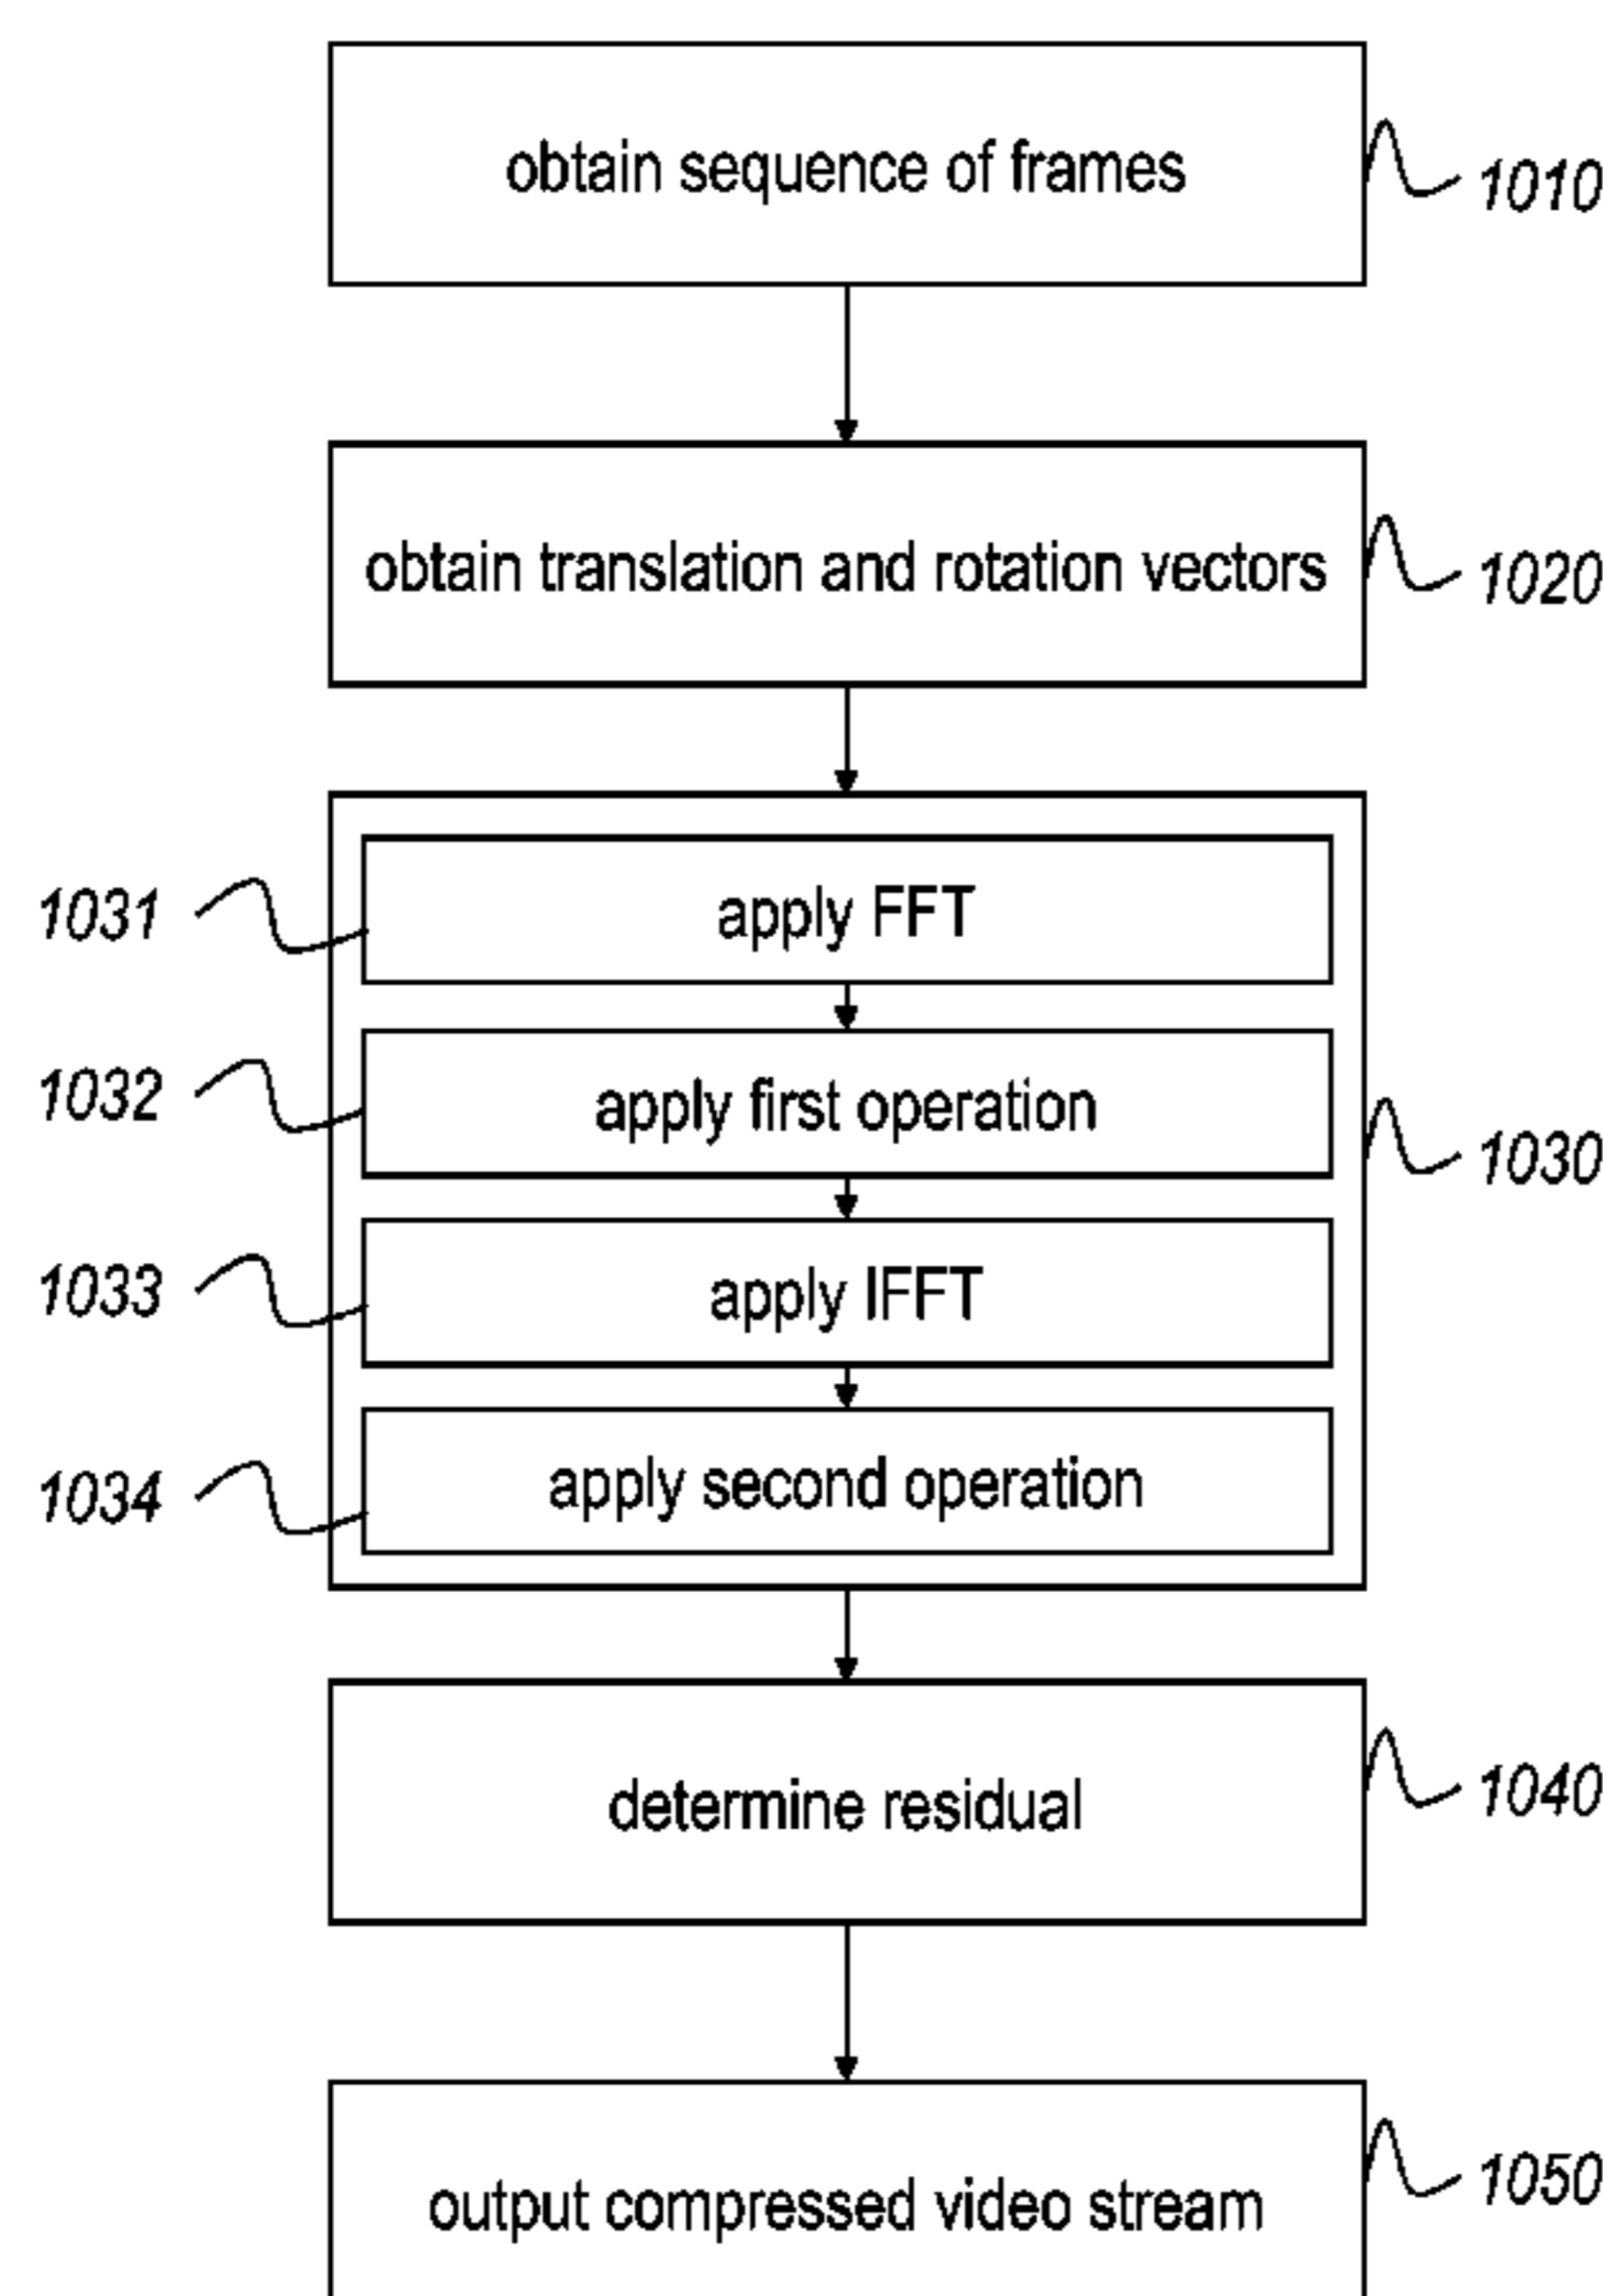 obtain sequence of frames
1010
obtain translation and rotation vectors
1020
1031
apply FFT
1032
apply first operation
1030
1033
apply IFFT
1034
apply second operation
determine residual
1040
output compressed video stream
1050